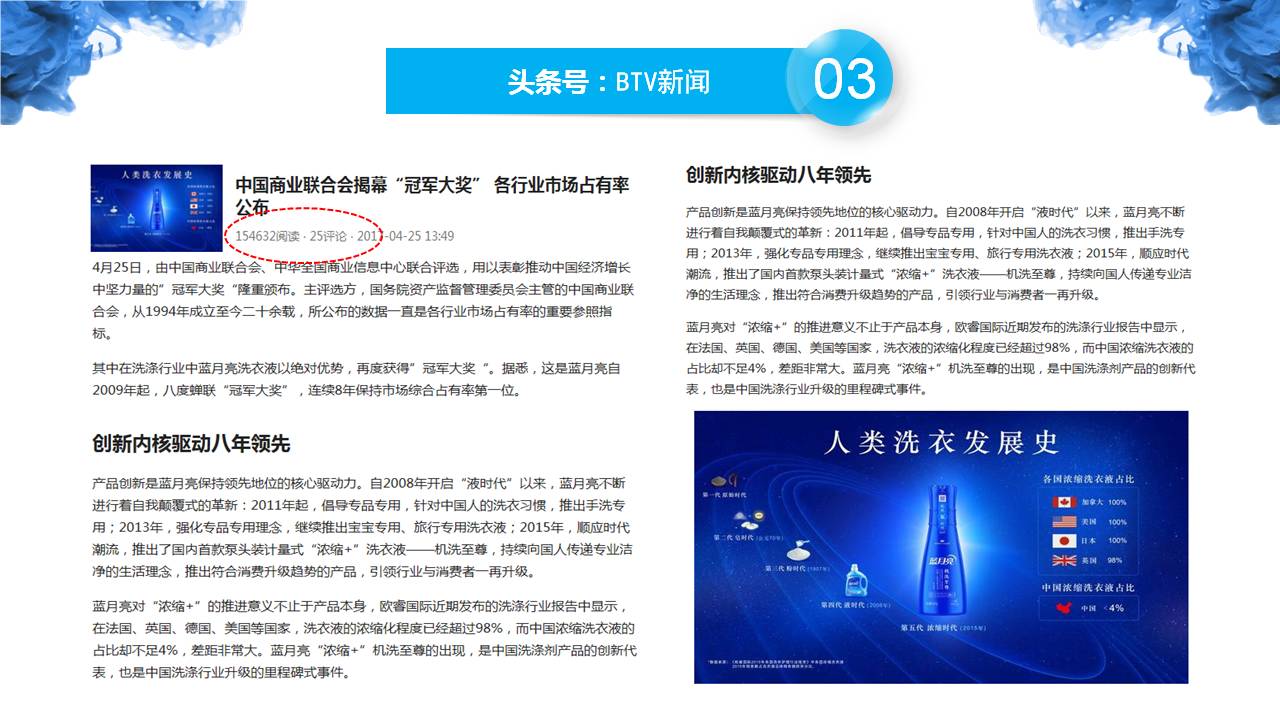 头条号：BTV新闻
03
人类洗衣发展史
中国商业联合会揭幕“冠军大奖” 各行业市场占有率
公布
154632阅读 · 25评论 · 2017-04-25 13:49
4月25日，由中国商业联合会、中华全国商业信息中心联合评选，用以表彰推动中国经济增长
中坚力量的”冠军大奖“隆重颁布。主评选方，国务院资产监督管理委员会主管的中国商业联
合会，从1994年成立至今二十余载，所公布的数据一直是各行业市场占有率的重要参照指
标。
其中在洗涤行业中蓝月亮洗衣液以绝对优势，再度获得”冠军大奖“。据悉，这是蓝月亮自
2009年起，八度蝉联“冠军大奖”，连续8年保持市场综合占有率第一位。
创新内核驱动八年领先
产品创新是蓝月亮保持领先地位的核心驱动力。自2008年开启“液时代”以来，蓝月亮不断
进行着自我颠覆式的革新：2011年起，倡导专品专用，针对中国人的洗衣习惯，推出手洗专
用；2013年，强化专品专用理念，继续推出宝宝专用、旅行专用洗衣液；2015年，顺应时代
潮流，推出了国内首款泵头装计量式“浓缩+”洗衣液——机洗至尊，持续向国人传递专业洁
净的生活理念，推出符合消费升级趋势的产品，引领行业与消费者一再升级。
蓝月亮对“浓缩+”的推进意义不止于产品本身，欧睿国际近期发布的洗涤行业报告中显示，
在法国、英国、德国、美国等国家，洗衣液的浓缩化程度已经超过98%，而中国浓缩洗衣液的
占比却不足4%，差距非常大。蓝月亮“浓缩+”机洗至尊的出现，是中国洗涤剂产品的创新代
表，也是中国洗涤行业升级的里程碑式事件。
创新内核驱动八年领先
产品创新是蓝月亮保持领先地位的核心驱动力。自2008年开启“液时代”以来，蓝月亮不断
进行着自我颠覆式的革新：2011年起，倡导专品专用，针对中国人的洗衣习惯，推出手洗专
用；2013年，强化专品专用理念，继续推出宝宝专用、旅行专用洗衣液；2015年，顺应时代
潮流，推出了国内首款泵头装计量式“浓缩+”洗衣液——机洗至尊，持续向国人传递专业洁
净的生活理念，推出符合消费升级趋势的产品，引领行业与消费者一再升级。
蓝月亮对“浓缩+”的推进意义不止于产品本身，欧睿国际近期发布的洗涤行业报告中显示，
在法国、英国、德国、美国等国家，洗衣液的浓缩化程度已经超过98%，而中国浓缩洗衣液的
占比却不足4%，差距非常大。蓝月亮“浓缩+”机洗至尊的出现，是中国洗涤剂产品的创新代
表，也是中国洗涤行业升级的里程碑式事件。
人类洗衣发展史
第一代 原始时代
第二代 皂时代 (公元70年)
第三代 粉时代 (1907年)
第四代 液时代 (2008年)
第五代 浓缩时代 (2015年)
蓝月亮
机洗至尊
各国浓缩洗衣液占比
加拿大 100%
美国 100%
日本 100%
英国 98%
中国浓缩洗衣液占比
中国 <4%